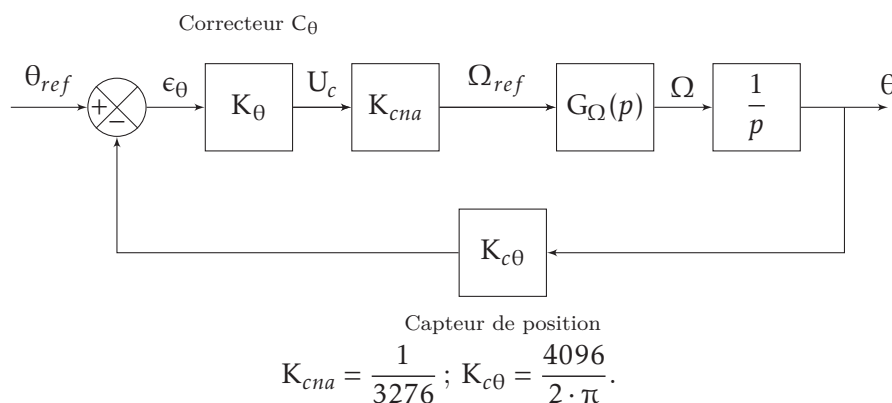 Correcteur C_θ
θ_ref + − ϵ_θ K_θ U_c K_cna Ω_ref G_Ω(p) Ω 1/p θ
K_cθ
Capteur de position
K_cna = 1/3276 ; K_cθ = 4096/(2 · π).